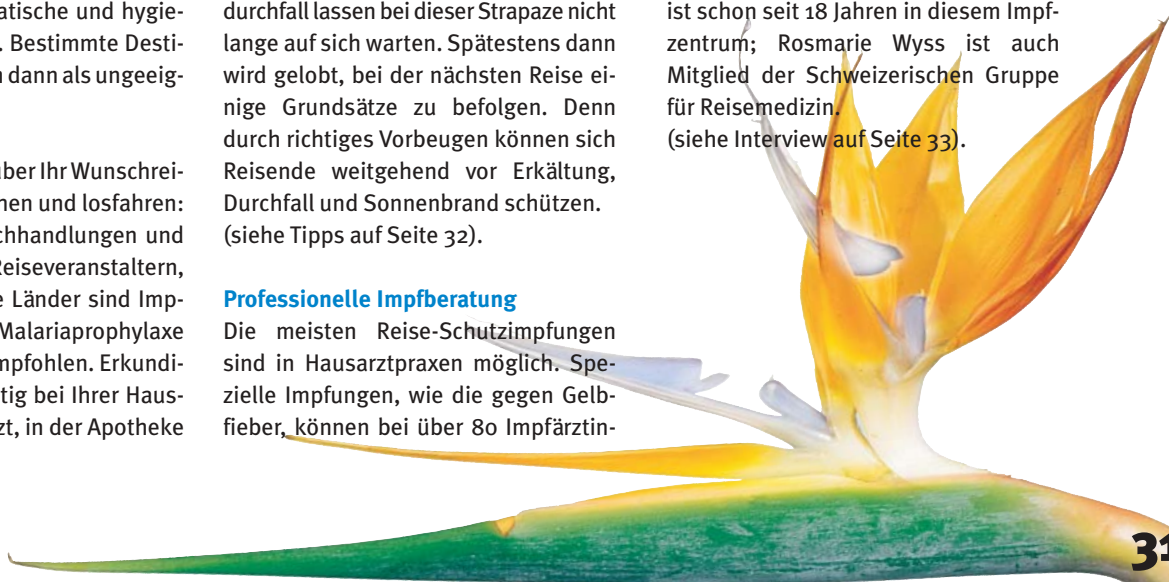 atische und hygie-
. Bestimmte Desti-
dann als ungeeig-
über Ihr Wunschrei-
hen und losfahren:
chhandlungen und
Reiseveranstaltern,
e Länder sind Imp-
Malariaprophylaxe
mpfohlen. Erkundi-
tig bei Ihrer Haus-
zt, in der Apotheke
durchfall lassen bei dieser Strapaze nicht
lange auf sich warten. Spätestens dann
wird gelobt, bei der nächsten Reise ei-
nige Grundsätze zu befolgen. Denn
durch richtiges Vorbeugen können sich
Reisende weitgehend vor Erkältung,
Durchfall und Sonnenbrand schützen.
(siehe Tipps auf Seite 32).
Professionelle Impfberatung
Die meisten Reise-Schutzimpfungen
sind in Hausarztpraxen möglich. Spe-
zielle Impfungen, wie die gegen Gelb-
fieber, können bei über 80 Impfärztin-
ist schon seit 18 Jahren in diesem Impf-
zentrum; Rosmarie Wyss ist auch
Mitglied der Schweizerischen Gruppe
für Reisemedizin.
(siehe Interview auf Seite 33).
31